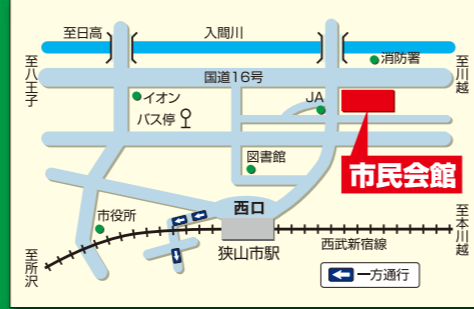 至日高
入間川
消防署
至八王子
国道16号
至川越
イオン
JA
バス停
図書館
市民会館
市役所
西口
至本川越
狭山市駅
西武新宿線
至所沢
一方通行